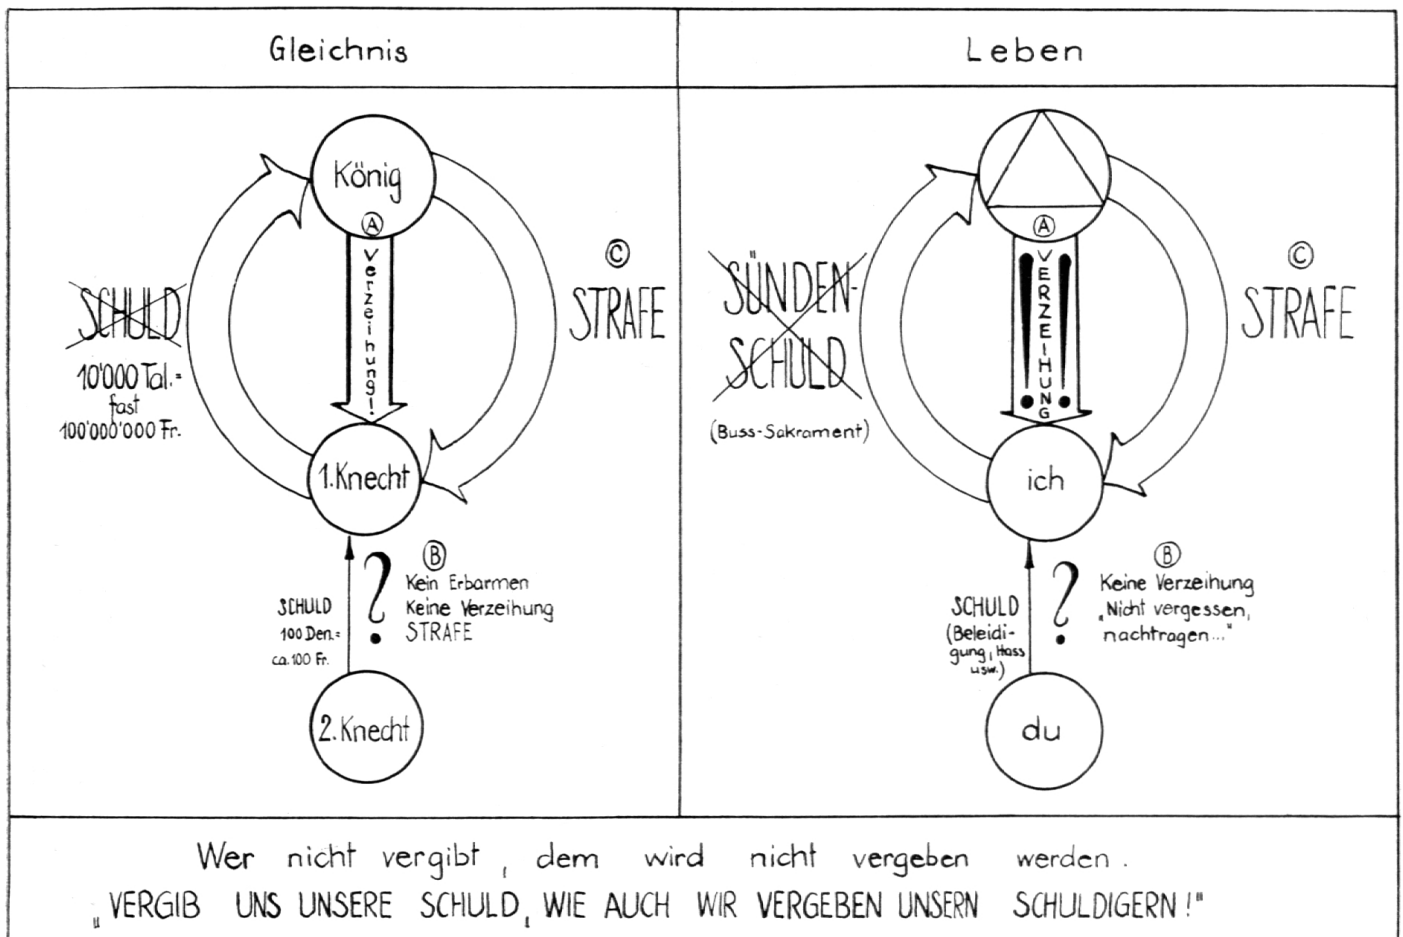 Gleichnis
Leben
König
A
Verzeihung!
C
STRAFE
SCHULD
10'000 Tal.=
fast
100'000'000 Fr.
1.Knecht
B
Kein Erbarmen
Keine Verzeihung
STRAFE
?
SCHULD
100 Den.=
ca.100 Fr.
2.Knecht
A
! VERZEIHUNG !
C
STRAFE
"SÜNDEN-
SCHULD
(Buss-Sakrament)
ich
B
Keine Verzeihung
„Nicht vergessen,
nachtragen..."
?
SCHULD
(Beleidi-
gung, Hass
usw.)
du
Wer nicht vergibt, dem wird nicht vergeben werden.
„VERGIB UNS UNSERE SCHULD, WIE AUCH WIR VERGEBEN UNSERN SCHULDIGERN!"